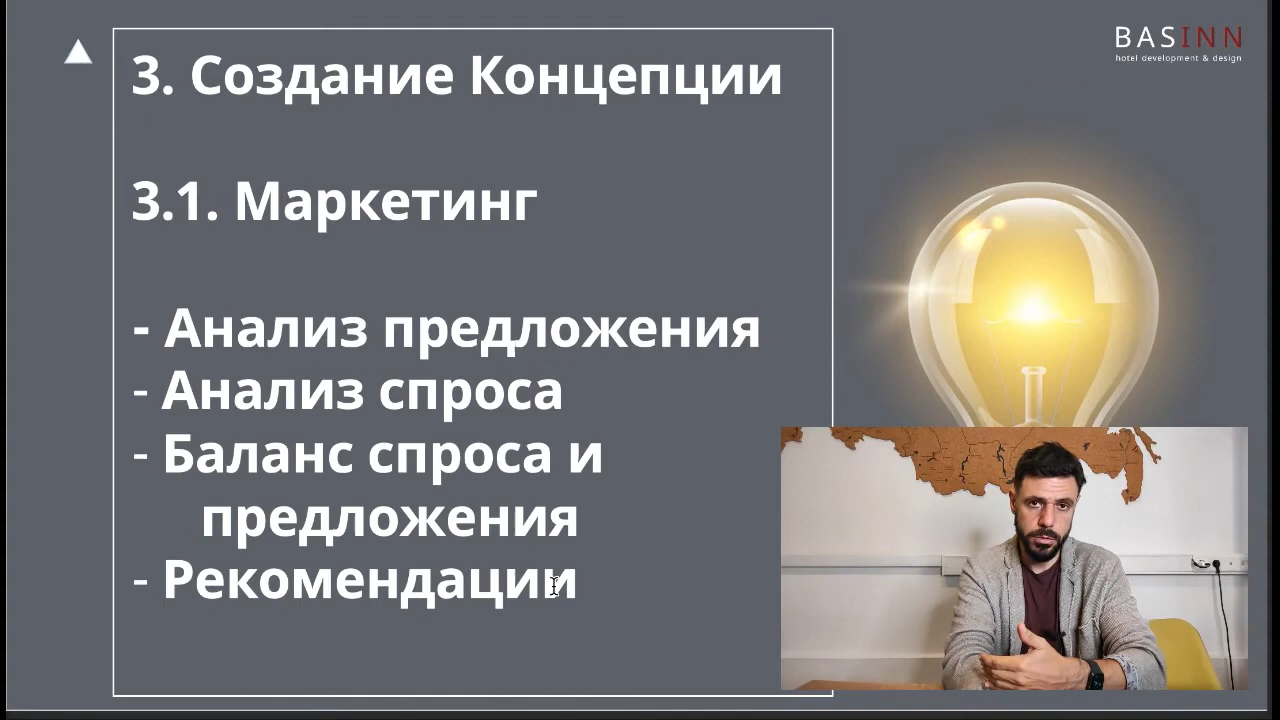 3. Создание Концепции
3.1. Маркетинг
- Анализ предложения
- Анализ спроса
- Баланс спроса и
предложения
- Рекомендации
BASINN
hotel development & design